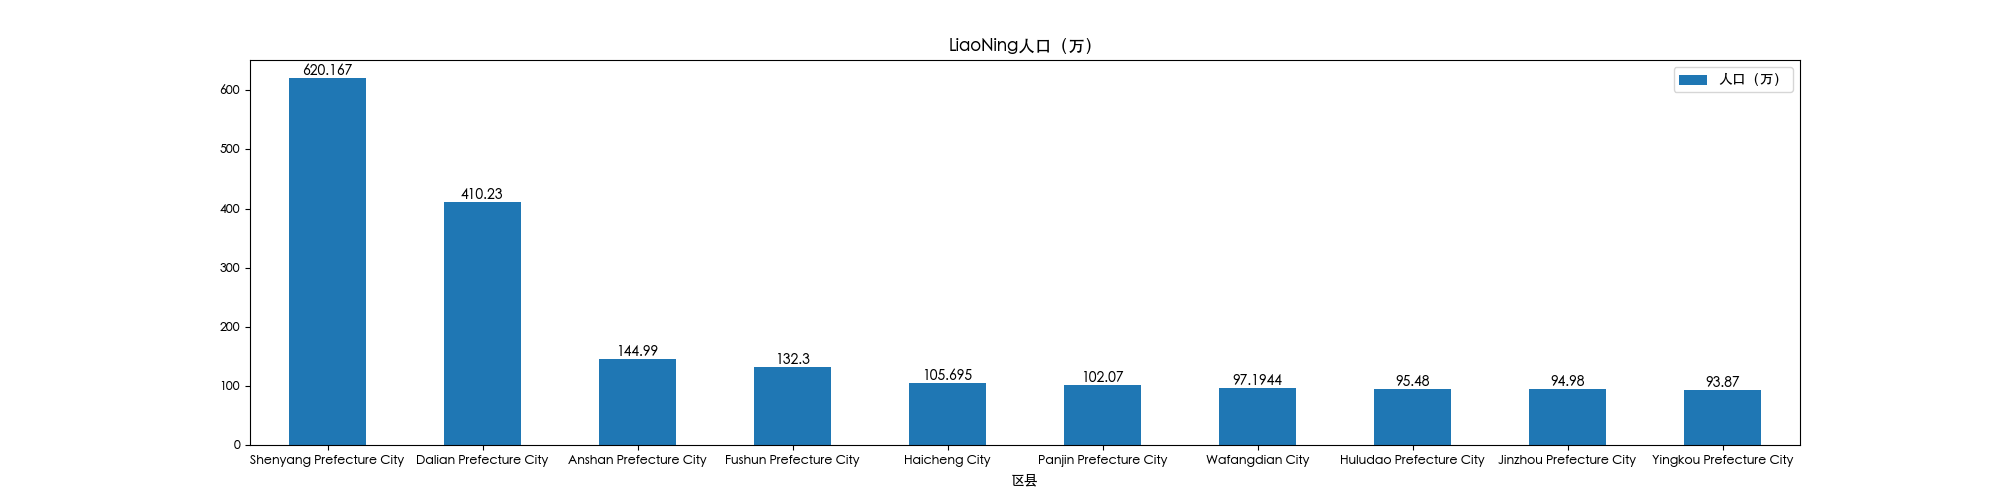 LiaoNing人口（万）
人口（万）
600
500
400
300
200
100
0
620.167
410.23
144.99
132.3
105.695
102.07
97.1944
95.48
94.98
93.87
Shenyang Prefecture City
Dalian Prefecture City
Anshan Prefecture City
Fushun Prefecture City
Haicheng City
Panjin Prefecture City
Wafangdian City
Huludao Prefecture City
Jinzhou Prefecture City
Yingkou Prefecture City
区县